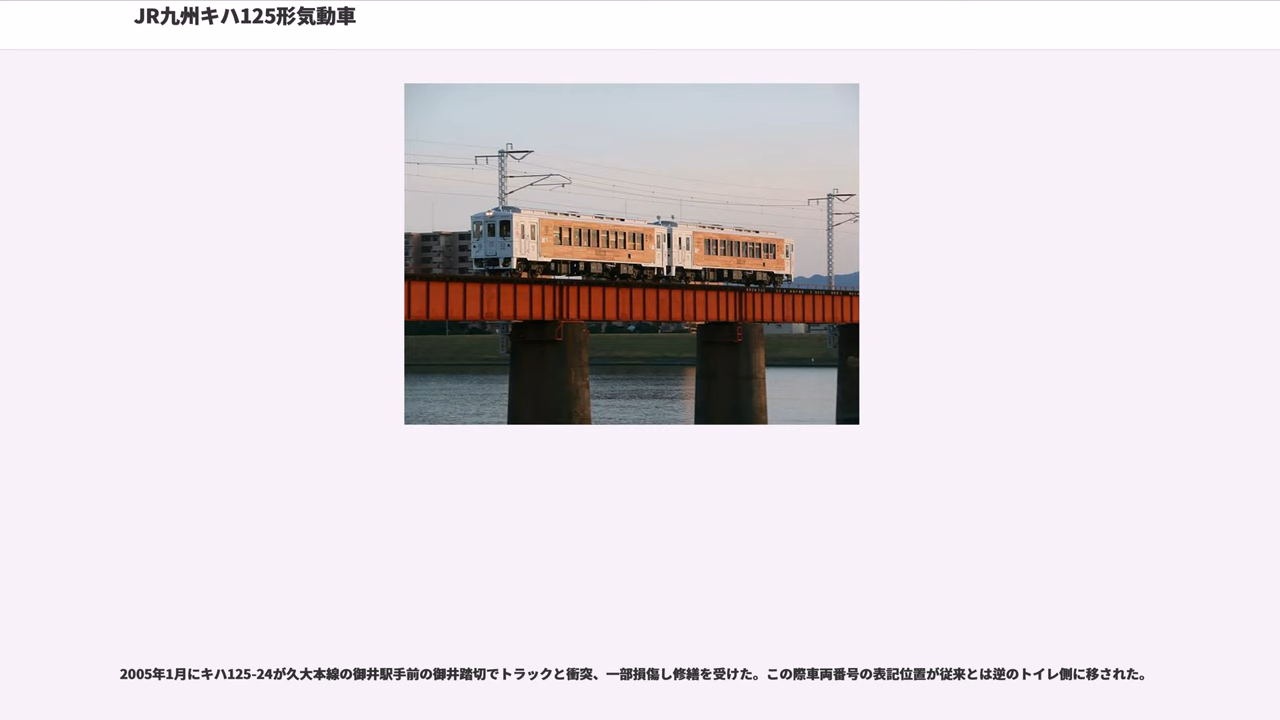 JR九州キハ125形気動車
2005年1月にキハ125-24が久大本線の御井駅手前の御井踏切でトラックと衝突、一部損傷し修繕を受けた。この際車両番号の表記位置が従来とは逆のトイレ側に移された。